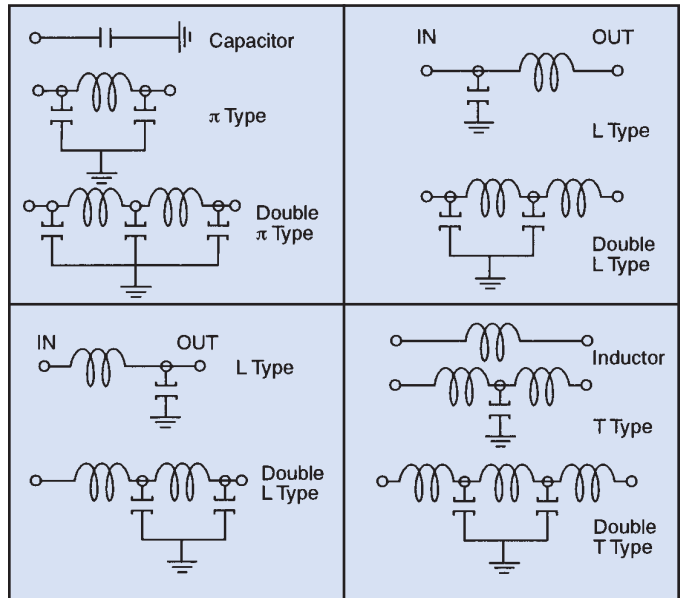 Capacitor
π Type
Double
π Type
IN OUT
L Type
Double
L Type
IN OUT
L Type
Double
L Type
Inductor
T Type
Double
T Type